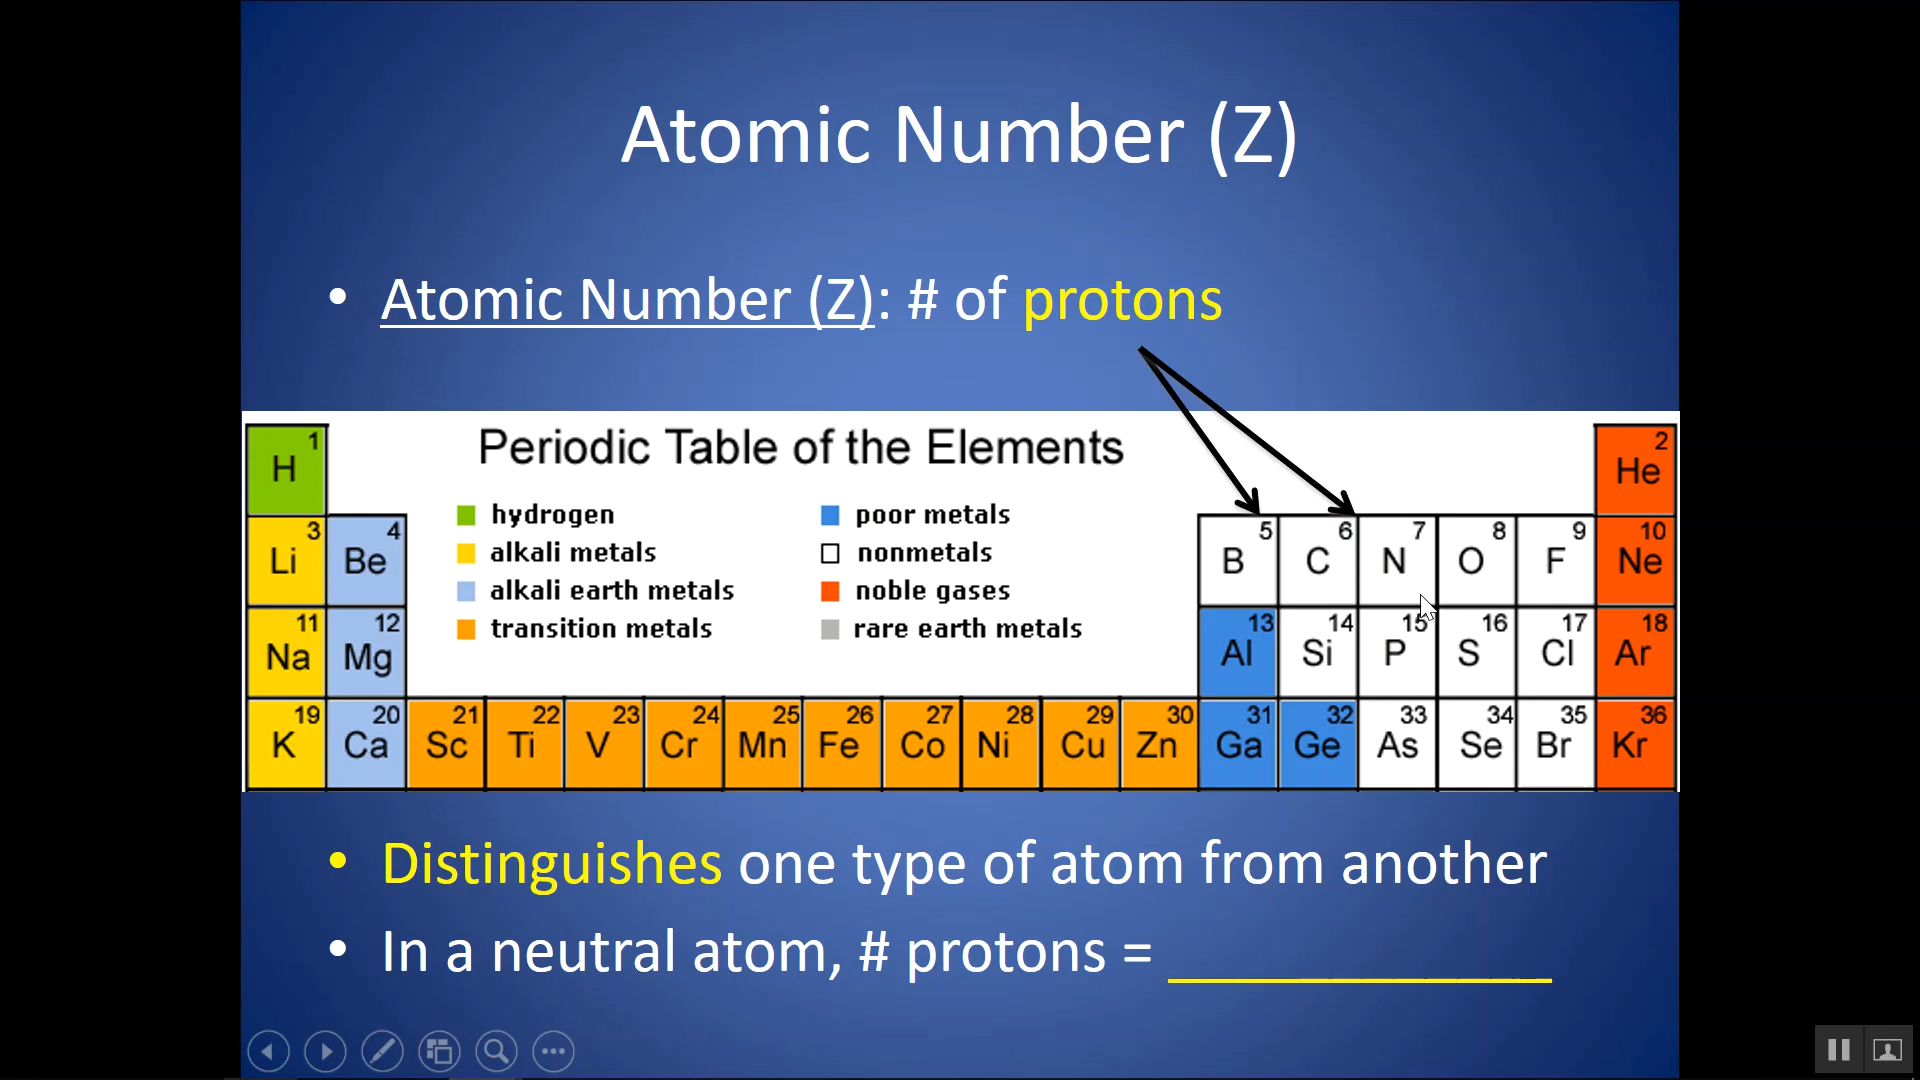 Atomic Number (Z)
• Atomic Number (Z): # of protons
Periodic Table of the Elements
1 2
H He
hydrogen poor metals
alkali metals nonmetals
alkali earth metals noble gases
transition metals rare earth metals
3 4 5 6 7 8 9 10
Li Be B C N O F Ne
11 12 13 14 15 16 17 18
Na Mg Al Si P S Cl Ar
19 20 21 22 23 24 25 26 27 28 29 30 31 32 33 34 35 36
K Ca Sc Ti V Cr Mn Fe Co Ni Cu Zn Ga Ge As Se Br Kr
• Distinguishes one type of atom from another
• In a neutral atom, # protons = ____________